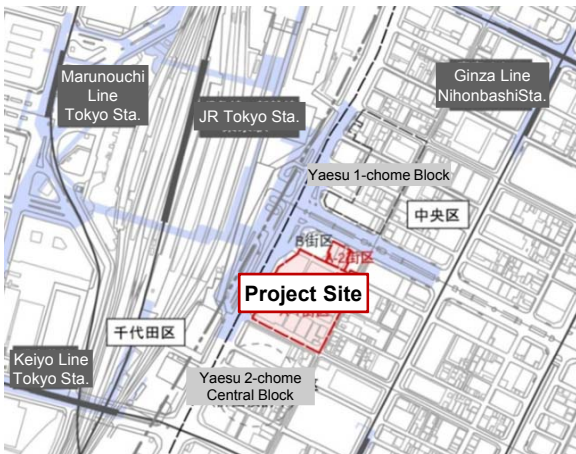 Marunouchi
Line
Tokyo Sta.
JR Tokyo Sta.
Ginza Line
NihonbashiSta.
Yaesu 1-chome Block
中央区
B街区
A-2街区
Project Site
千代田区
Keiyo Line
Tokyo Sta.
Yaesu 2-chome
Central Block